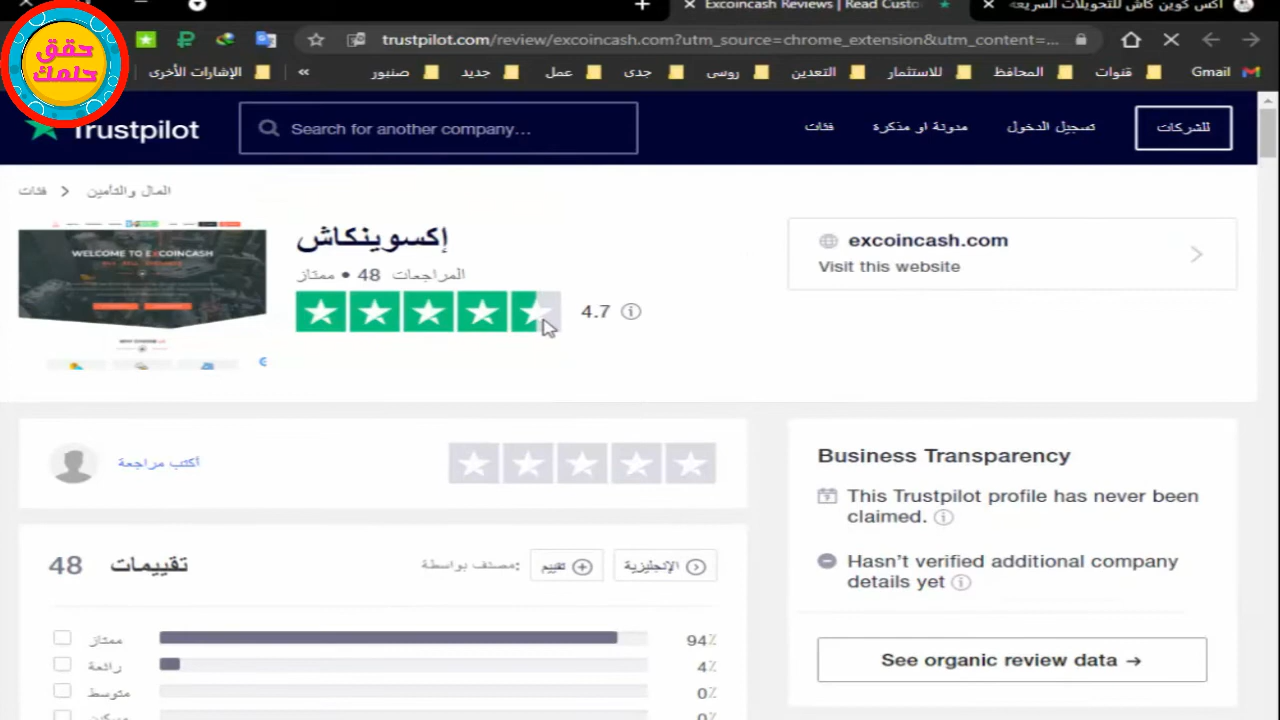 حقق
حلمك
Excoincash Reviews | Read Custo
اكس كوين كاش للتحويلات السريعة
trustpilot.com/review/excoincash.com?utm_source=chrome_extension&utm_content=...
Gmail
قنوات
المحافظ
للاستثمار
التعدين
روسى
جدى
جديد
عمل
صنبور
»
الإشارات الأخرى
Trustpilot
Search for another company...
فئات
مدونة او مذكرة
تسجيل الدخول
للشركات
فئات > المال والتأمين
WELCOME TO EXCOINCASH
إكسوينكاش
المراجعات 48 • ممتاز
4.7
excoincash.com
Visit this website
أكتب مراجعة
Business Transparency
This Trustpilot profile has never been
claimed.
Hasn't verified additional company
details yet
See organic review data →
48 تقييمات
مصنف بواسطة:
تقييم
الإنجليزية
ممتاز 94٪
رائعة 4٪
متوسط 0٪